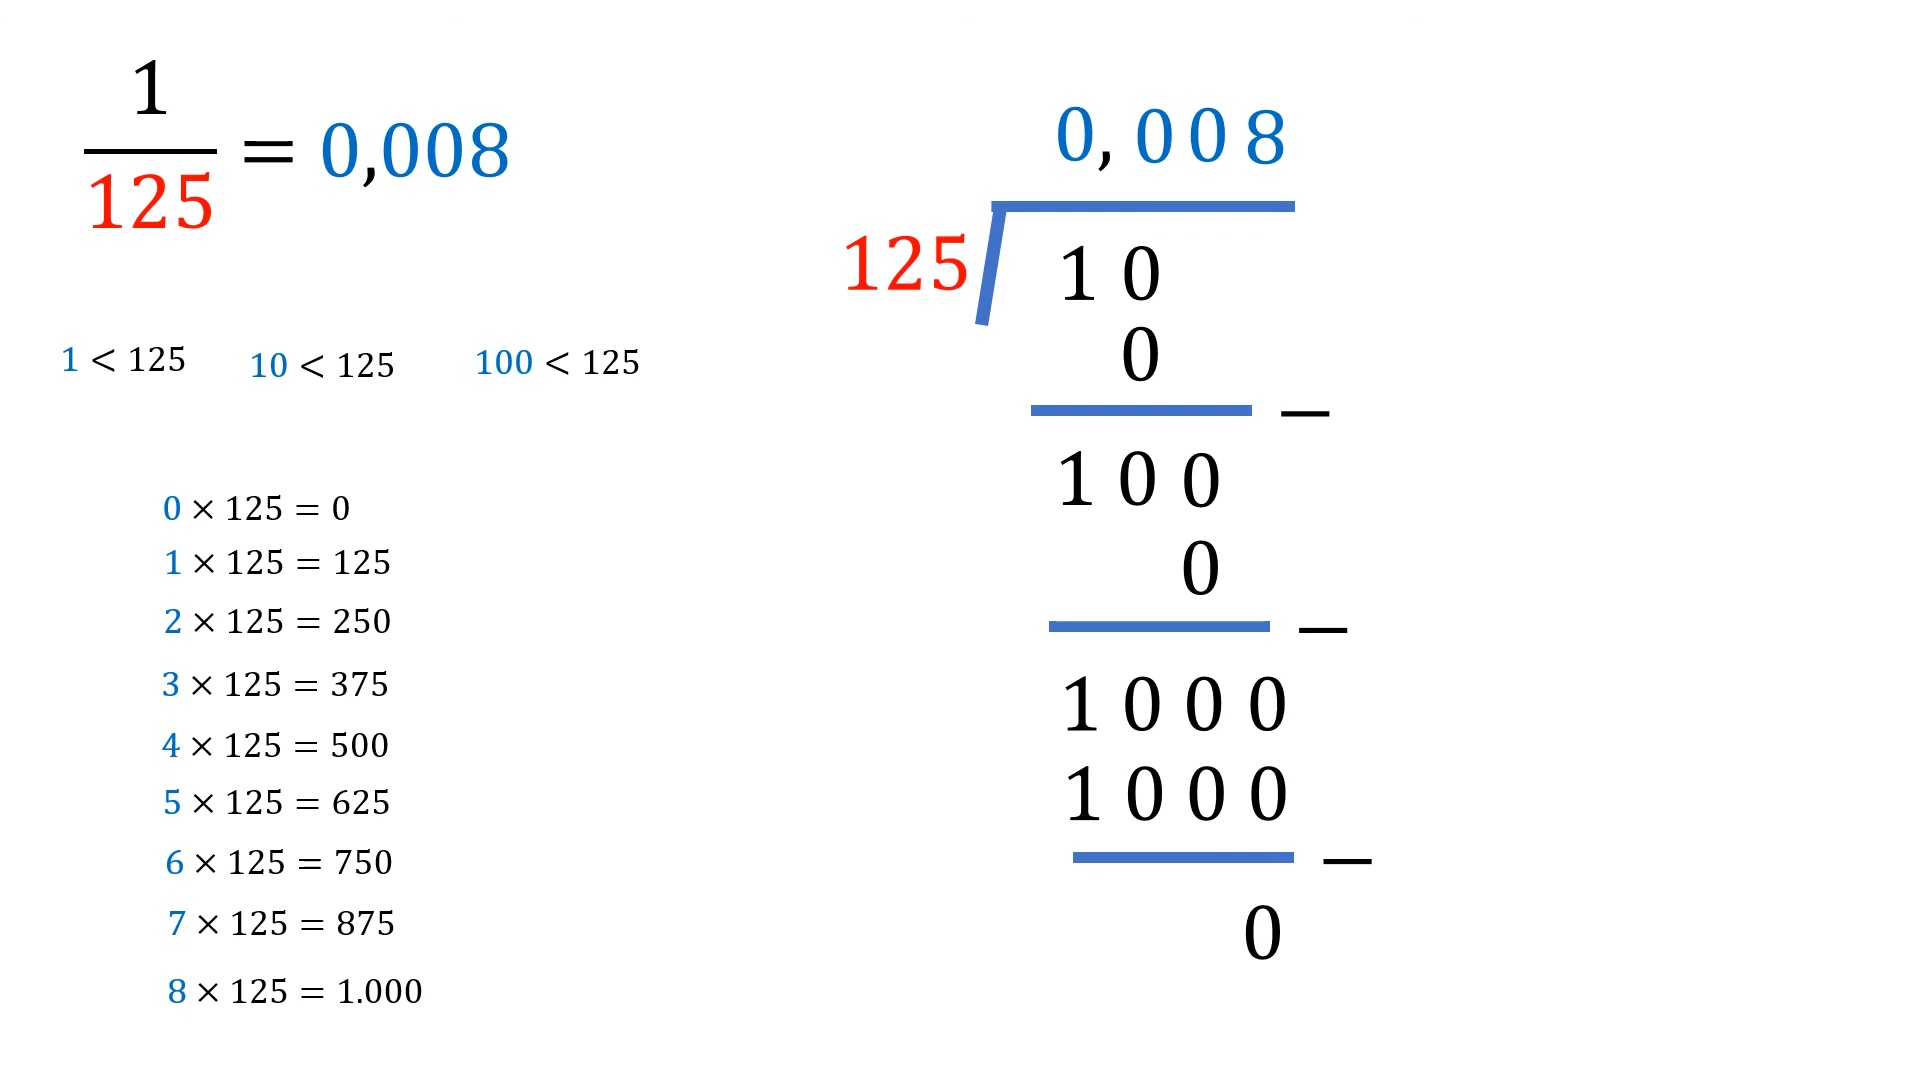 1
125
= 0,008
1 < 125
10 < 125
100 < 125
0 × 125 = 0
1 × 125 = 125
2 × 125 = 250
3 × 125 = 375
4 × 125 = 500
5 × 125 = 625
6 × 125 = 750
7 × 125 = 875
8 × 125 = 1.000
0, 0 0 8
125
1 0
0
−
1 0 0
0
−
1 0 0 0
1 0 0 0
−
0